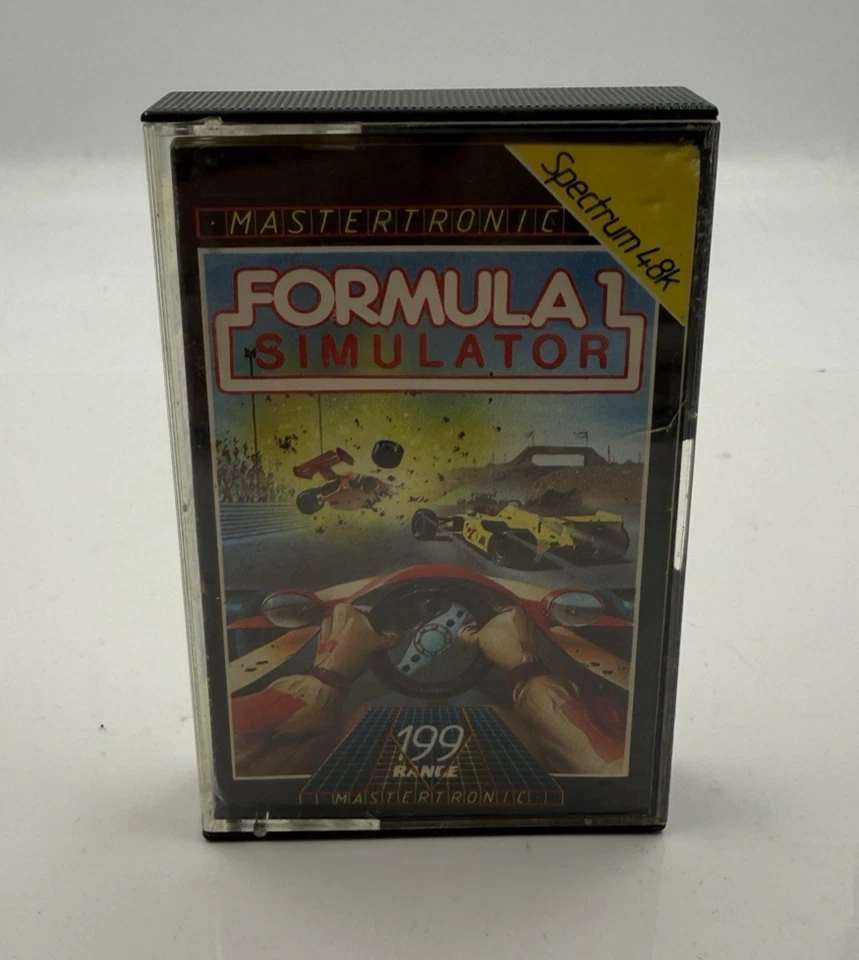 Spectrum 48k
MASTERTRONIC
FORMULA 1
SIMULATOR
199
RANGE
MASTERTRONIC